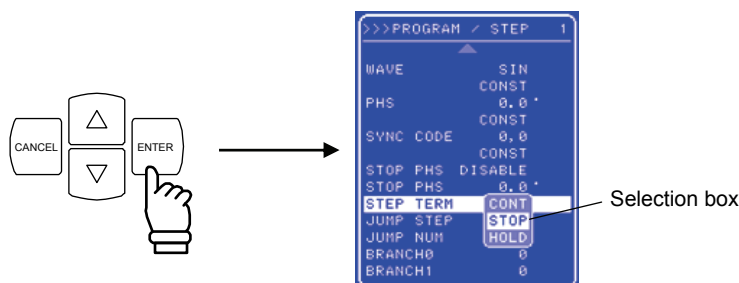 CANCEL
ENTER
>>>PROGRAM / STEP 1
WAVE SIN
CONST
PHS 0.0°
CONST
SYNC CODE 0,0
CONST
STOP PHS DISABLE
STOP PHS 0.0°
STEP TERM CONT
JUMP STEP STOP
JUMP NUM HOLD
BRANCH0 0
BRANCH1 0
Selection box